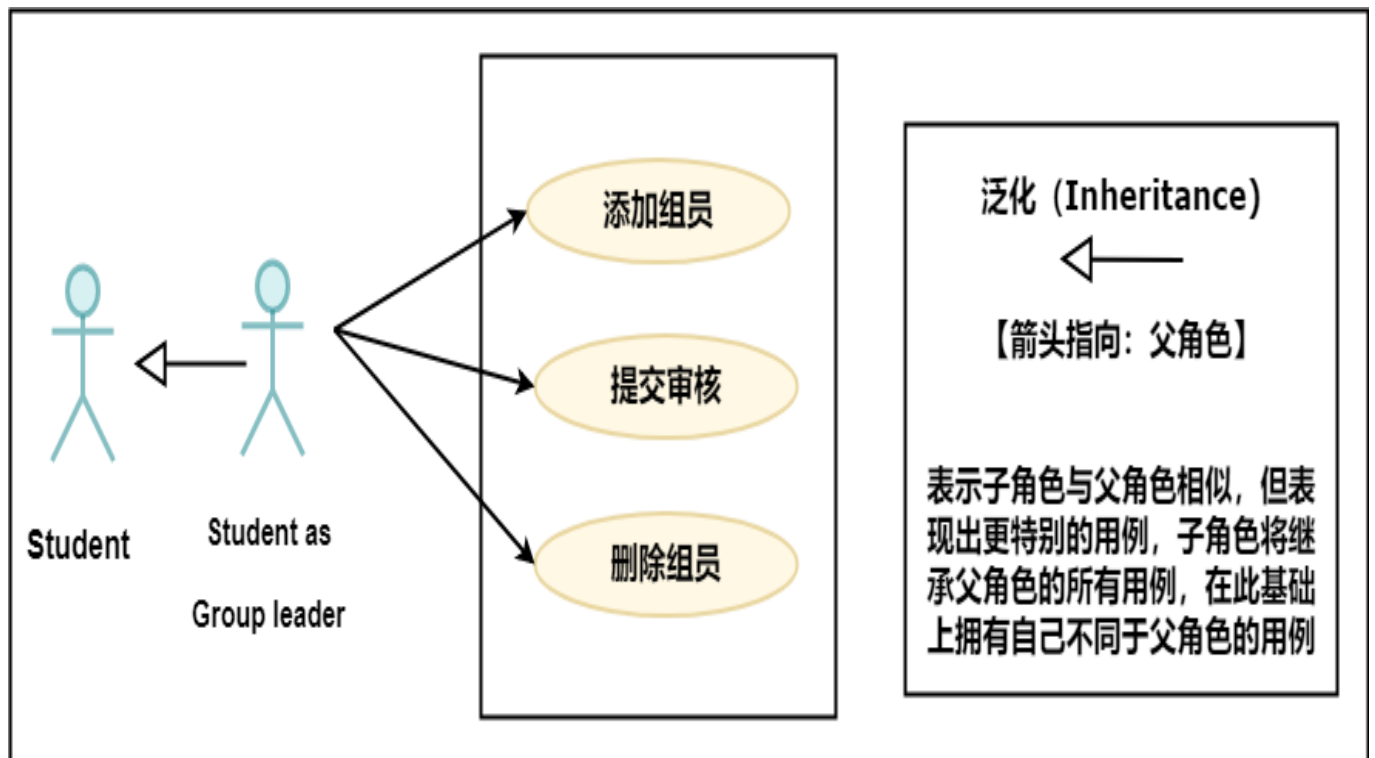 Student
Student as
Group leader
添加组员
提交审核
删除组员
泛化（Inheritance)
【箭头指向：父角色】
表示子角色与父角色相似，但表
现出更特别的用例，子角色将继
承父角色的所有用例，在此基础
上拥有自己不同于父角色的用例